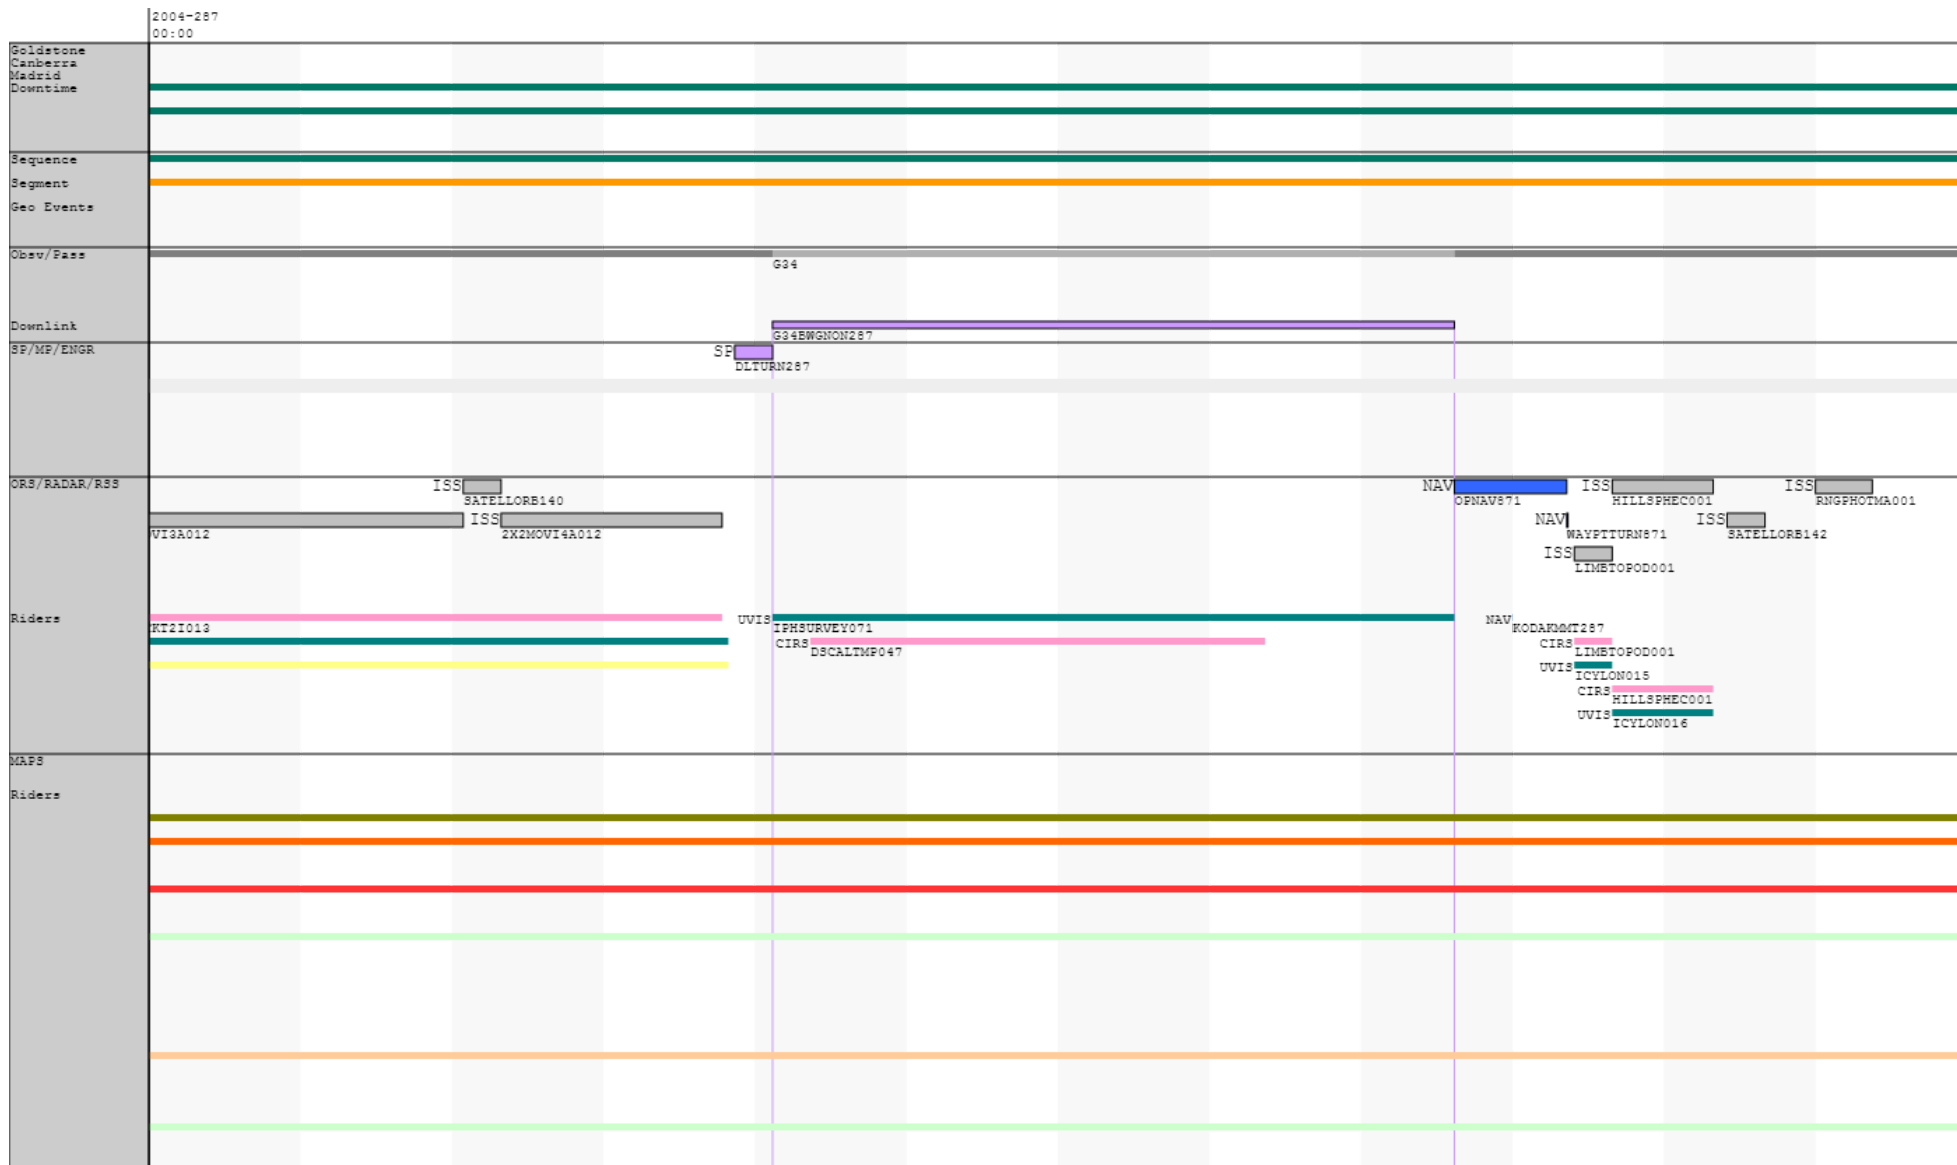 2004-287
00:00
Goldstone
Canberra
Madrid
Downtime
Sequence
Segment
Geo Events
Obsv/Pass
G34
Downlink
G34BWGNON287
SP/MP/ENGR
SP
DLTURN287
ORS/RADAR/RSS
ISS
SATELLORB140
NAV
OPNAV871
ISS
HILLSPHEC001
ISS
RNGPHOTMA001
VI3A012
ISS
2X2MOVI4A012
NAV
WAYPTTURN871
ISS
SATELLORB142
ISS
LIMBTOPOD001
Riders
KT2I013
UVIS
IPHSURVEY071
NAV
KODAKMMT287
CIRS
DSCALTMP047
CIRS
LIMBTOPOD001
UVIS
ICYLON015
CIRS
HILLSPHEC001
UVIS
ICYLON016
MAPS
Riders